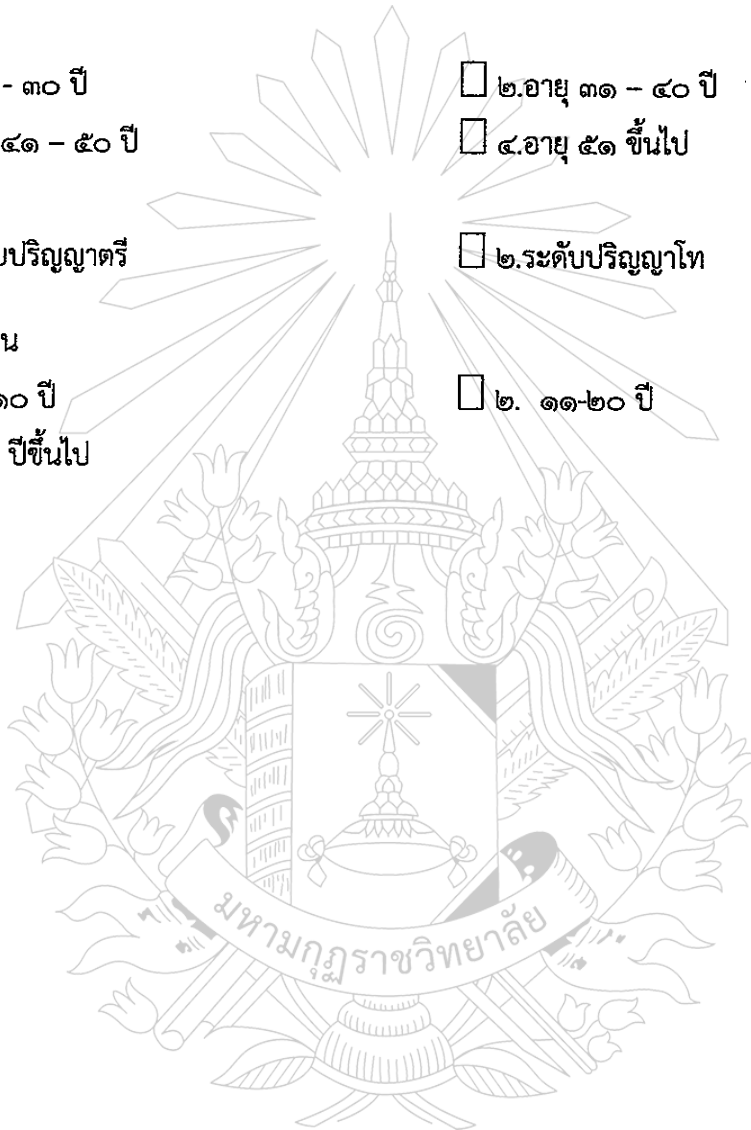 - ๓๐ ปี ☐ ๒.อายุ ๓๑ – ๔๐ ปี
๔๑ – ๕๐ ปี ☐ ๔.อายุ ๕๑ ขึ้นไป
บปริญญาตรี ☐ ๒.ระดับปริญญาโท
น
๑๐ ปี ☐ ๒. ๑๑-๒๐ ปี
ปีขึ้นไป
มหามกุฏราชวิทยาลัย